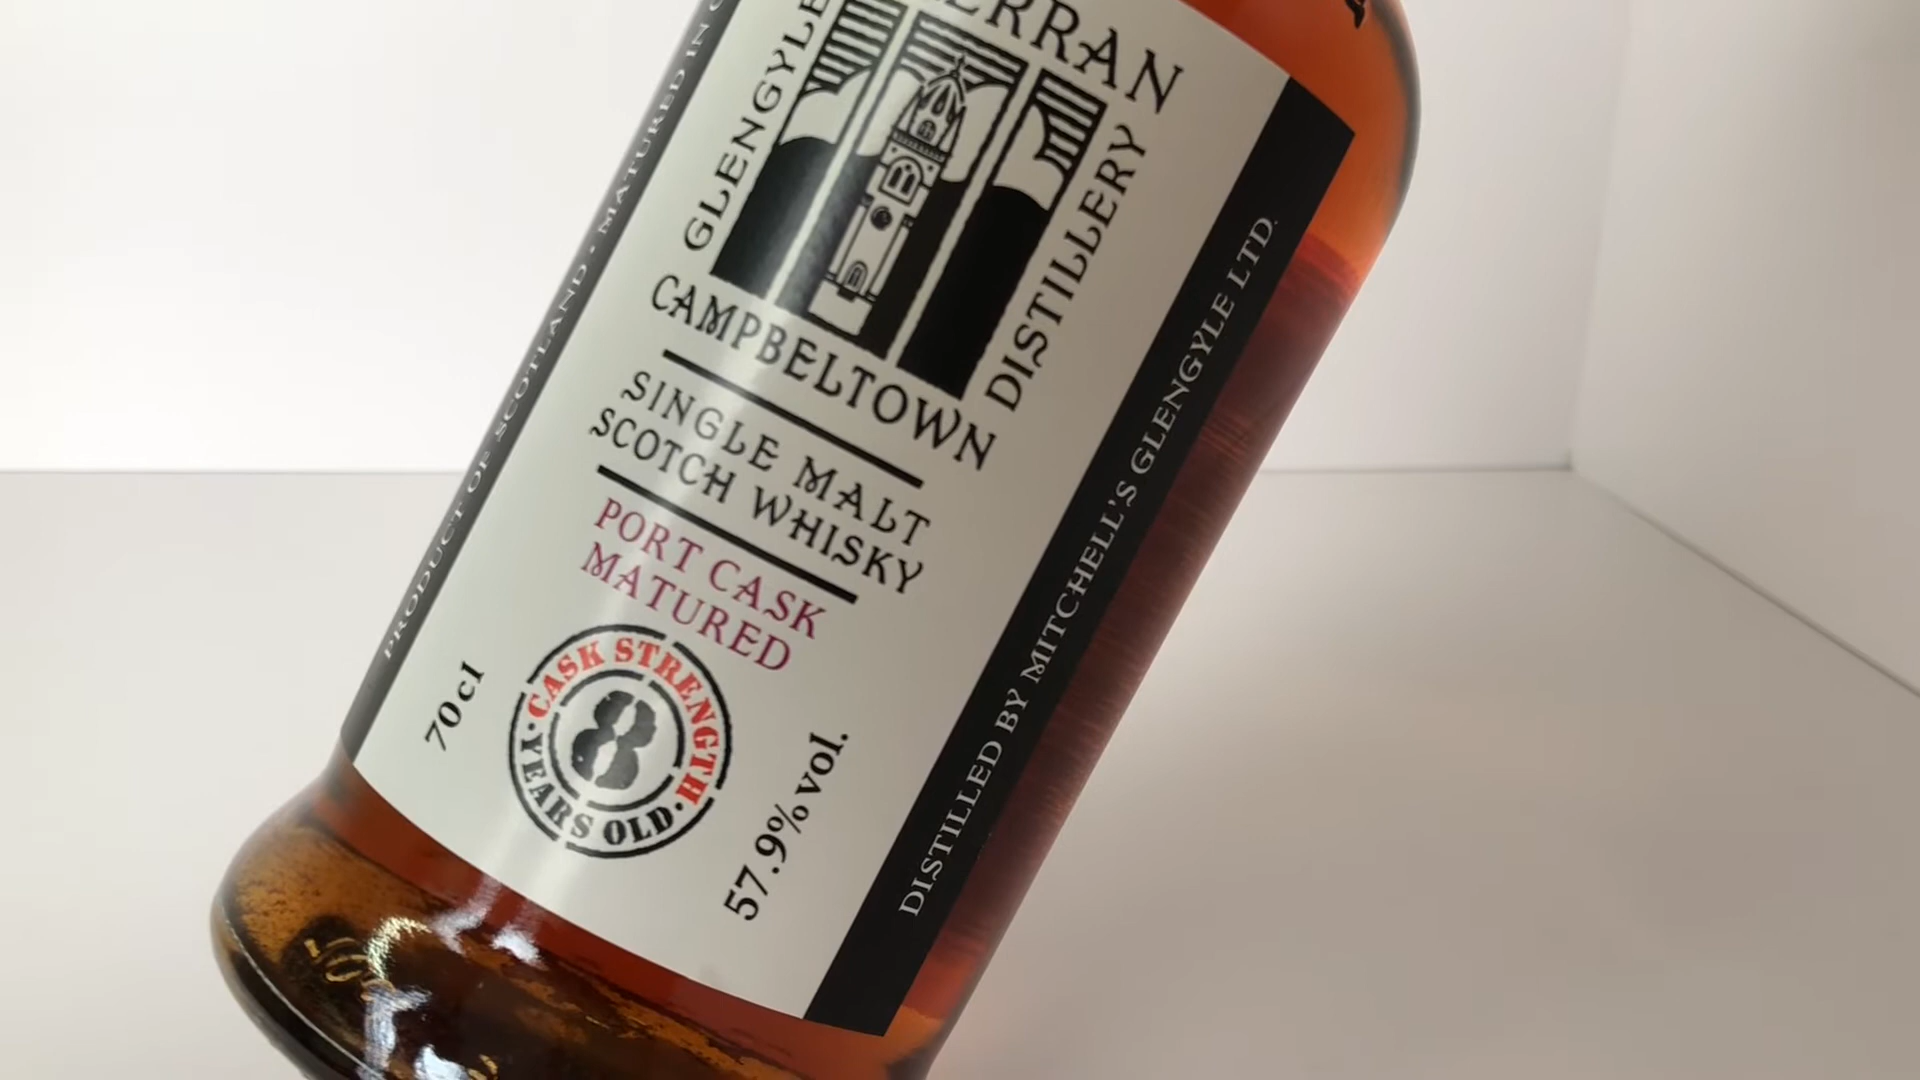 ERRAN
GLENGYLE
DISTILLERY
CAMPBELTOWN
SINGLE MALT
SCOTCH WHISKY
PORT CASK
MATURED
CASK STRENGTH
8
YEARS OLD
70cl
57.9% vol.
PRODUCT OF SCOTLAND • MATURED IN
DISTILLED BY MITCHELL'S GLENGYLE LTD.